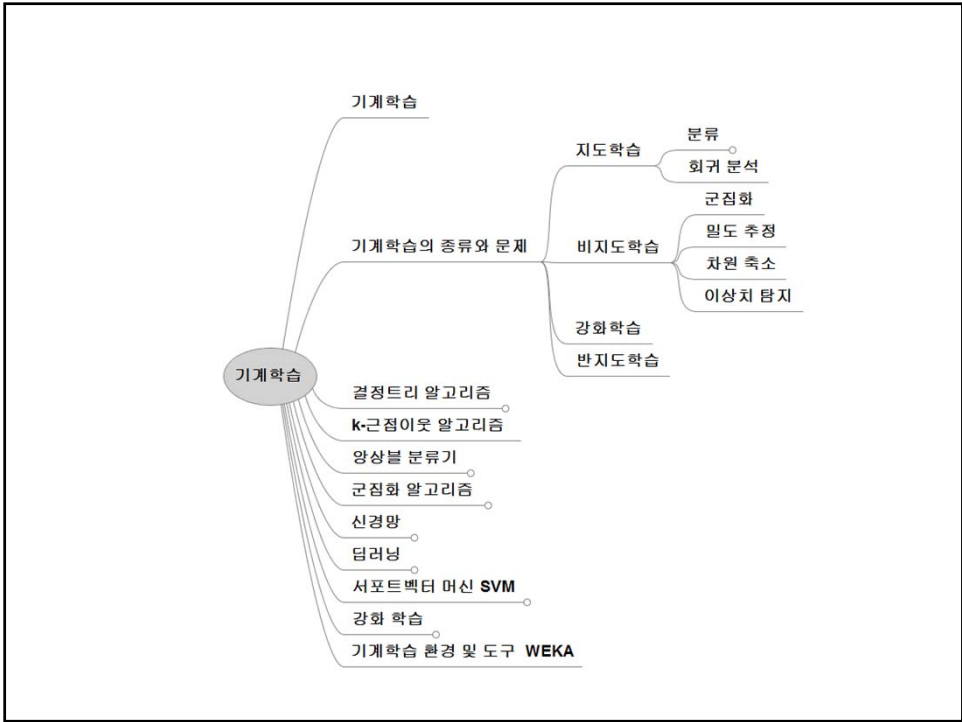 기계학습
기계학습
기계학습의 종류와 문제
지도학습
분류
회귀 분석
비지도학습
군집화
밀도 추정
차원 축소
이상치 탐지
강화학습
반지도학습
결정트리 알고리즘
k-근접이웃 알고리즘
앙상블 분류기
군집화 알고리즘
신경망
딥러닝
서포트벡터 머신 SVM
강화 학습
기계학습 환경 및 도구 WEKA